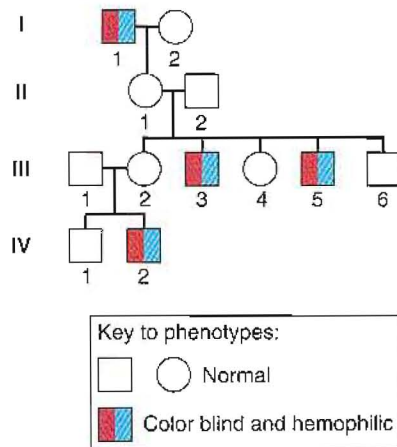 I
1 2
II
1 2
III
1 2 3 4 5 6
IV
1 2
Key to phenotypes:
Normal
Color blind and hemophilic